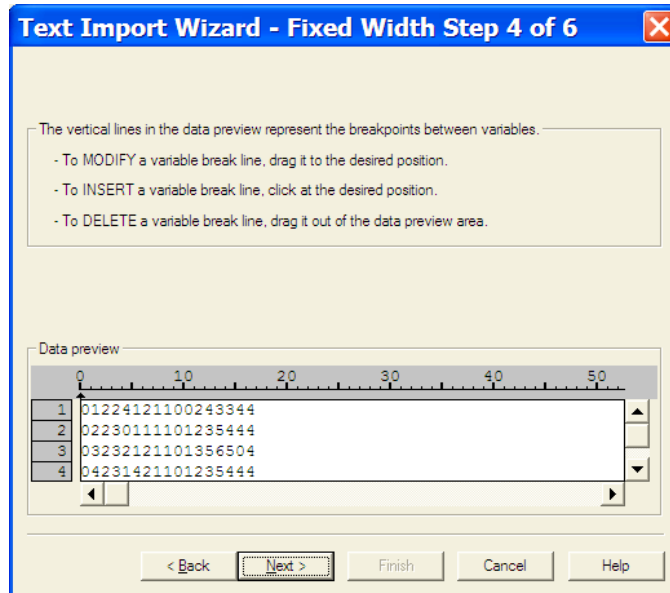 Text Import Wizard - Fixed Width Step 4 of 6
The vertical lines in the data preview represent the breakpoints between variables.
- To MODIFY a variable break line, drag it to the desired position.
- To INSERT a variable break line, click at the desired position.
- To DELETE a variable break line, drag it out of the data preview area.
Data preview
0 10 20 30 40 50
1 01224121100243344
2 02230111101235444
3 03232121101356504
4 04231421101235444
< Back Next > Finish Cancel Help